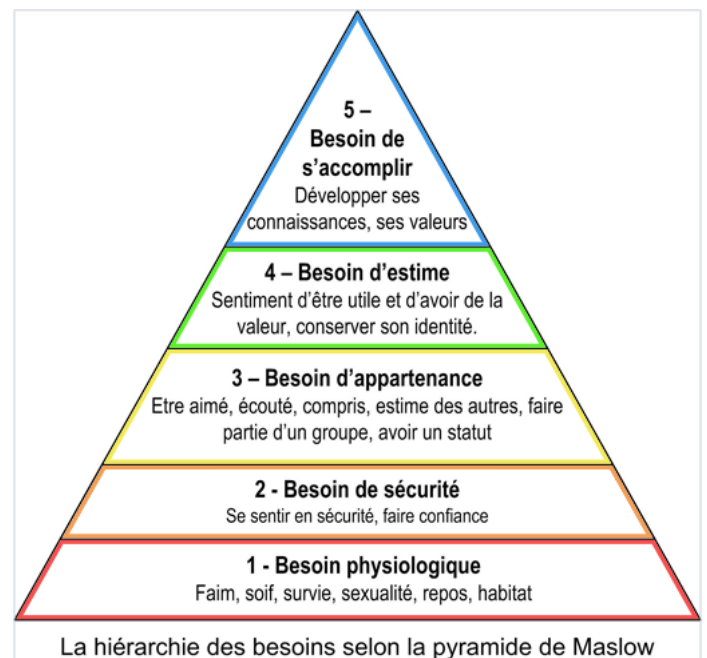 5 –
Besoin de
s’accomplir
Développer ses
connaissances, ses valeurs
4 – Besoin d’estime
Sentiment d’être utile et d’avoir de la
valeur, conserver son identité.
3 – Besoin d’appartenance
Etre aimé, écouté, compris, estime des autres, faire
partie d’un groupe, avoir un statut
2 - Besoin de sécurité
Se sentir en sécurité, faire confiance
1 - Besoin physiologique
Faim, soif, survie, sexualité, repos, habitat
La hiérarchie des besoins selon la pyramide de Maslow